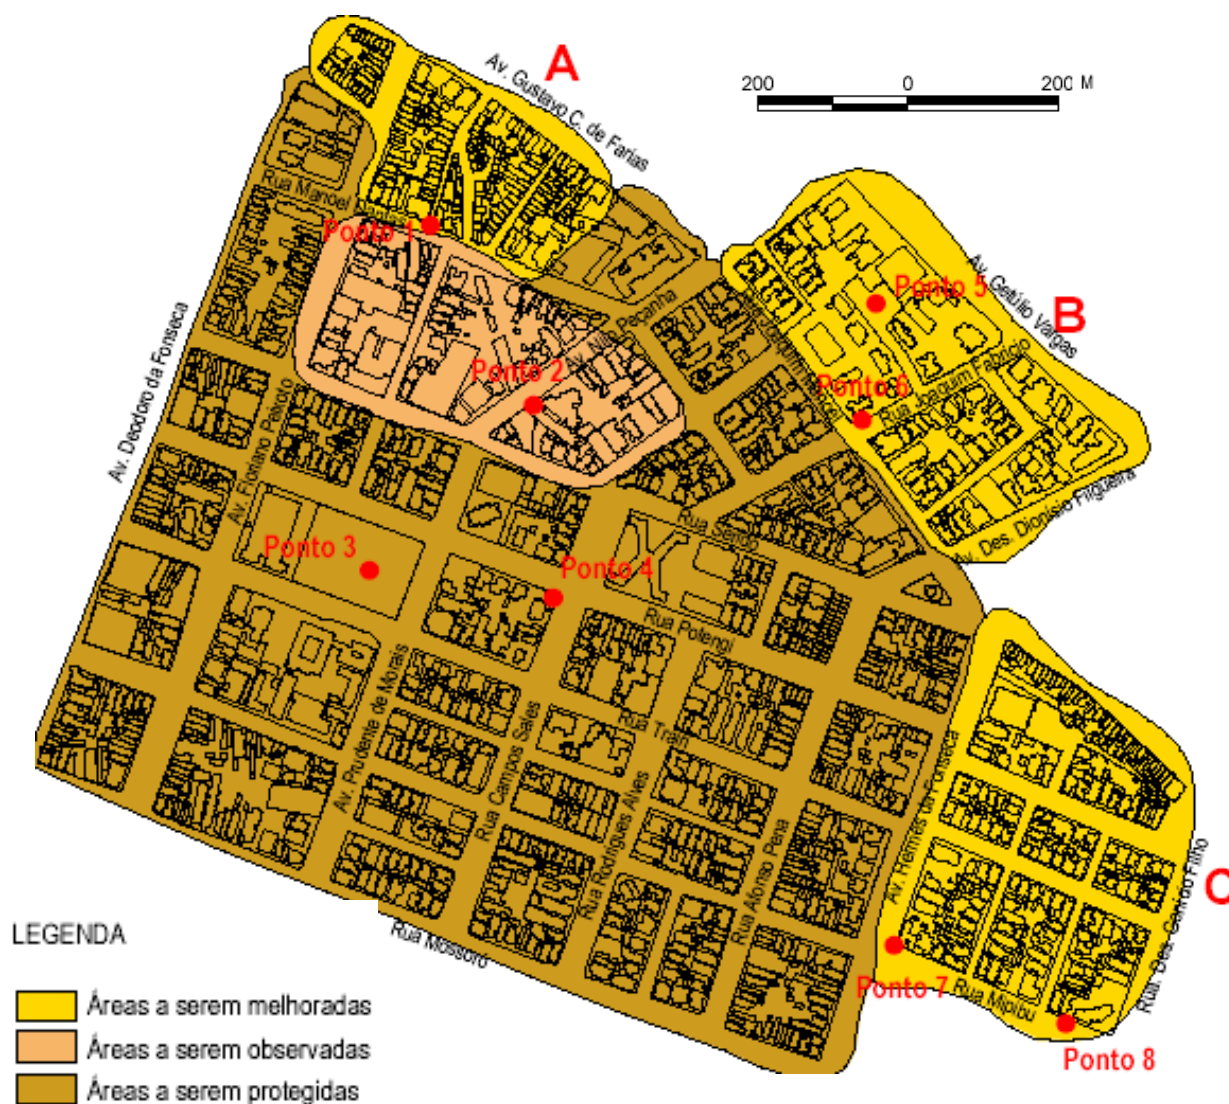 A
Av. Gustavo C. de Farias
200 0 200 M
Rua Manoel Dantas
Ponto 1
Av. Getúlio Vargas
Ponto 5
B
Av. Nilo Peçanha
Ponto 2
Ponto 6
Rua Joaquim Fabrício
Av. Deodoro da Fonseca
Av. Floriano Peixoto
Av. Des. Dionísio Filgueira
Rua Seridó
Ponto 3
Ponto 4
Rua Potengi
Av. Prudente de Morais
Rua Campos Sales
Rua Trairi
Rua Rodrigues Alves
Rua Afonso Pena
Av. Hermes da Fonseca
C
Rua Mossoró
Ponto 7
Rua Mipibu
Ponto 8
LEGENDA
Áreas a serem melhoradas
Áreas a serem observadas
Áreas a serem protegidas